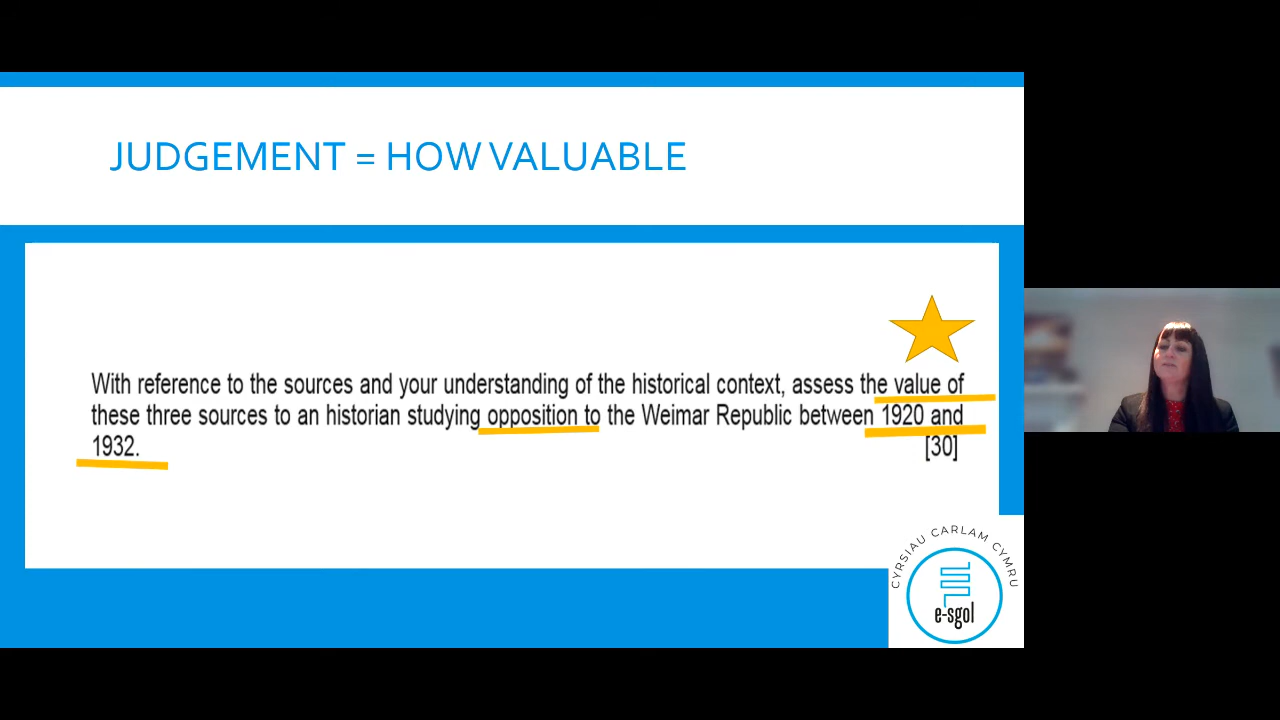 JUDGEMENT = HOW VALUABLE
With reference to the sources and your understanding of the historical context, assess the value of
these three sources to an historian studying opposition to the Weimar Republic between 1920 and
1932.
[30]
CYRSIAU CARLAM CYMRU
e-sgol